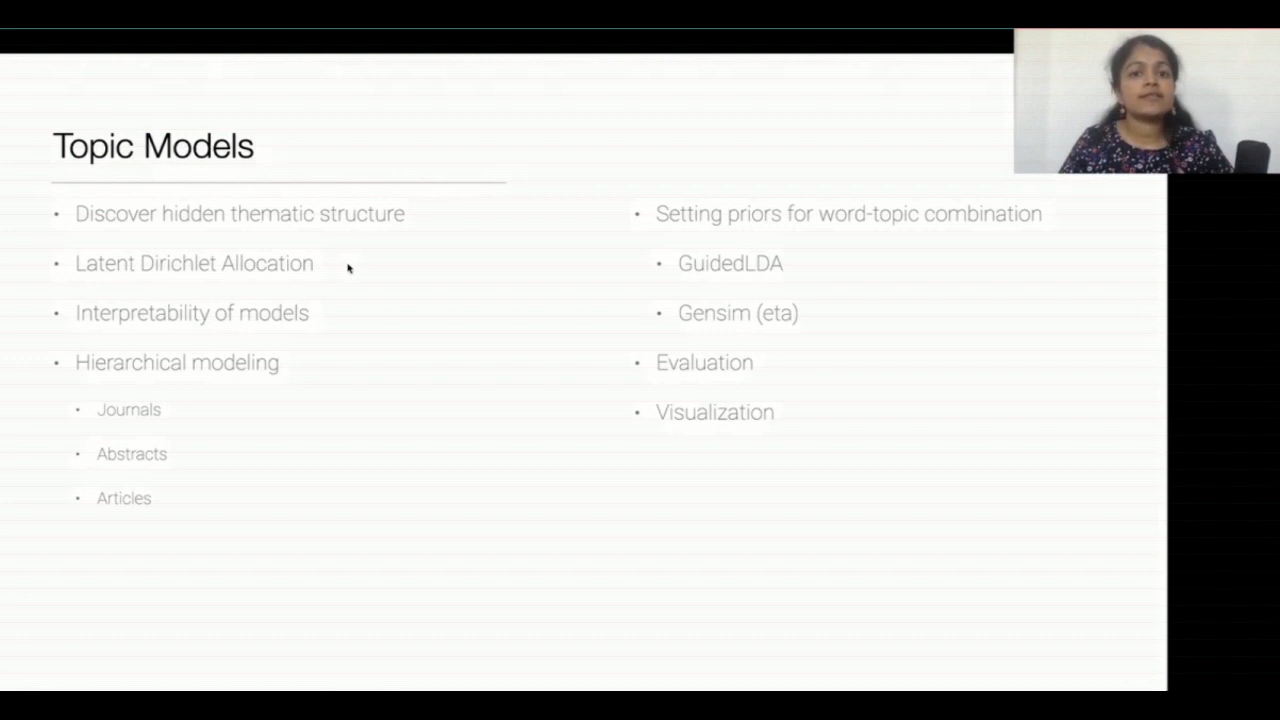 Topic Models
• Discover hidden thematic structure
• Latent Dirichlet Allocation
• Interpretability of models
• Hierarchical modeling
• Journals
• Abstracts
• Articles
• Setting priors for word-topic combination
• GuidedLDA
• Gensim (eta)
• Evaluation
• Visualization